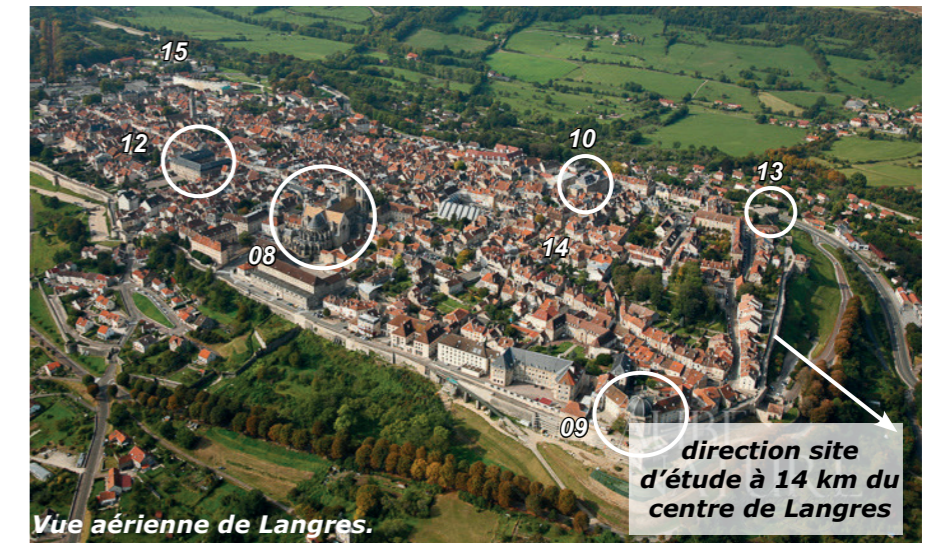 15
12
10
13
08
14
09
direction site
d'étude à 14 km du
centre de Langres
Vue aérienne de Langres.